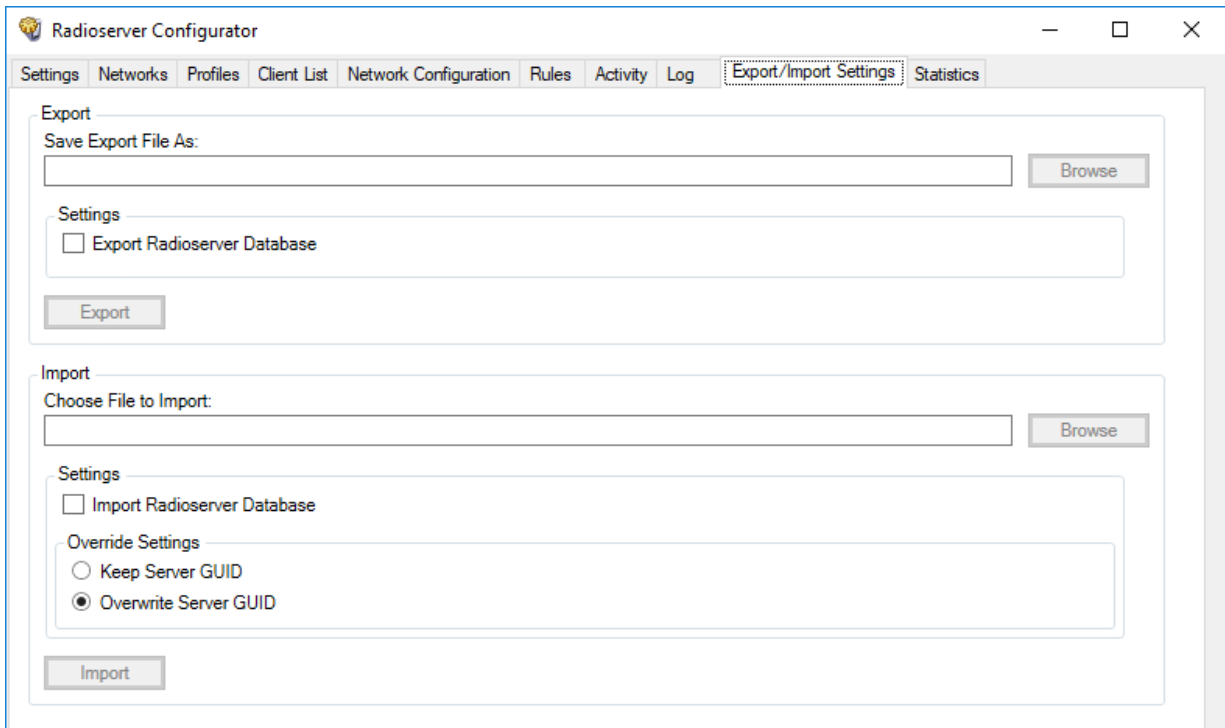 Radioserver Configurator
Settings Networks Profiles Client List Network Configuration Rules Activity Log Export/Import Settings Statistics
Export
Save Export File As:
Browse
Settings
Export Radioserver Database
Export
Import
Choose File to Import:
Browse
Settings
Import Radioserver Database
Override Settings
Keep Server GUID
Overwrite Server GUID
Import